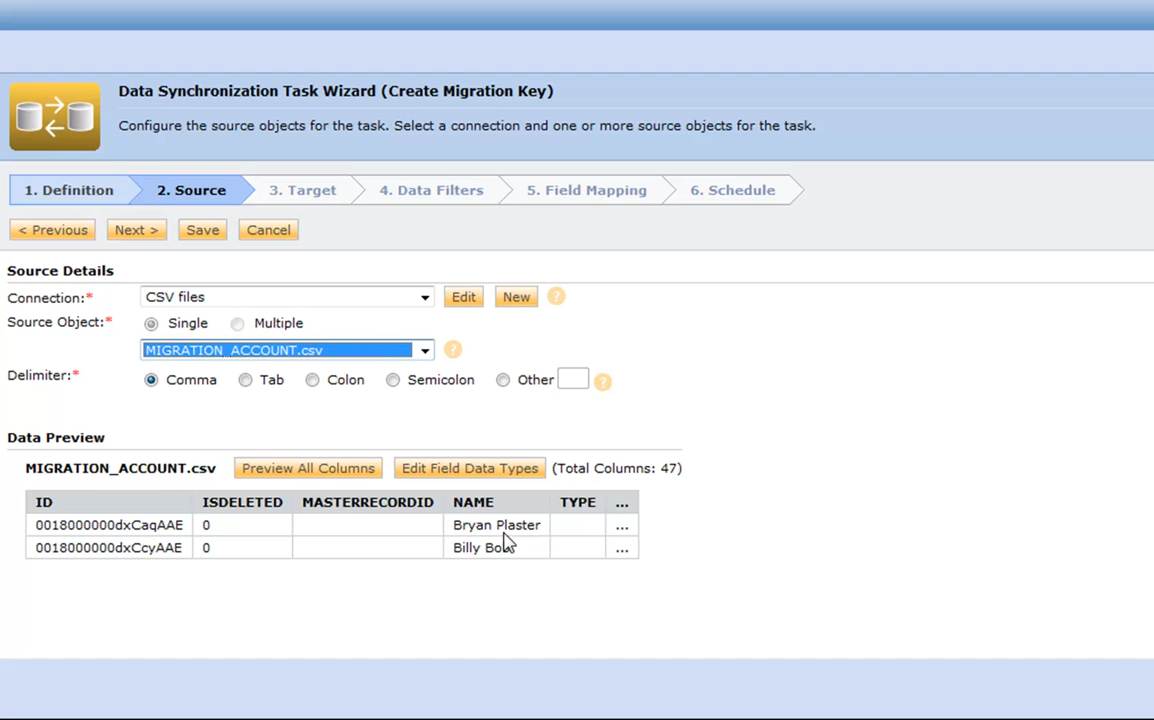 Data Synchronization Task Wizard (Create Migration Key)
Configure the source objects for the task. Select a connection and one or more source objects for the task.
1. Definition 2. Source 3. Target 4. Data Filters 5. Field Mapping 6. Schedule
< Previous Next > Save Cancel
Source Details
Connection:* CSV files Edit New ?
Source Object:* Single Multiple
MIGRATION_ACCOUNT.csv ?
Delimiter:* Comma Tab Colon Semicolon Other ?
Data Preview
MIGRATION_ACCOUNT.csv Preview All Columns Edit Field Data Types (Total Columns: 47)
ID ISDELETED MASTERRECORDID NAME TYPE ...
0018000000dxCaqAAE 0 Bryan Plaster ...
0018000000dxCcyAAE 0 Billy ...